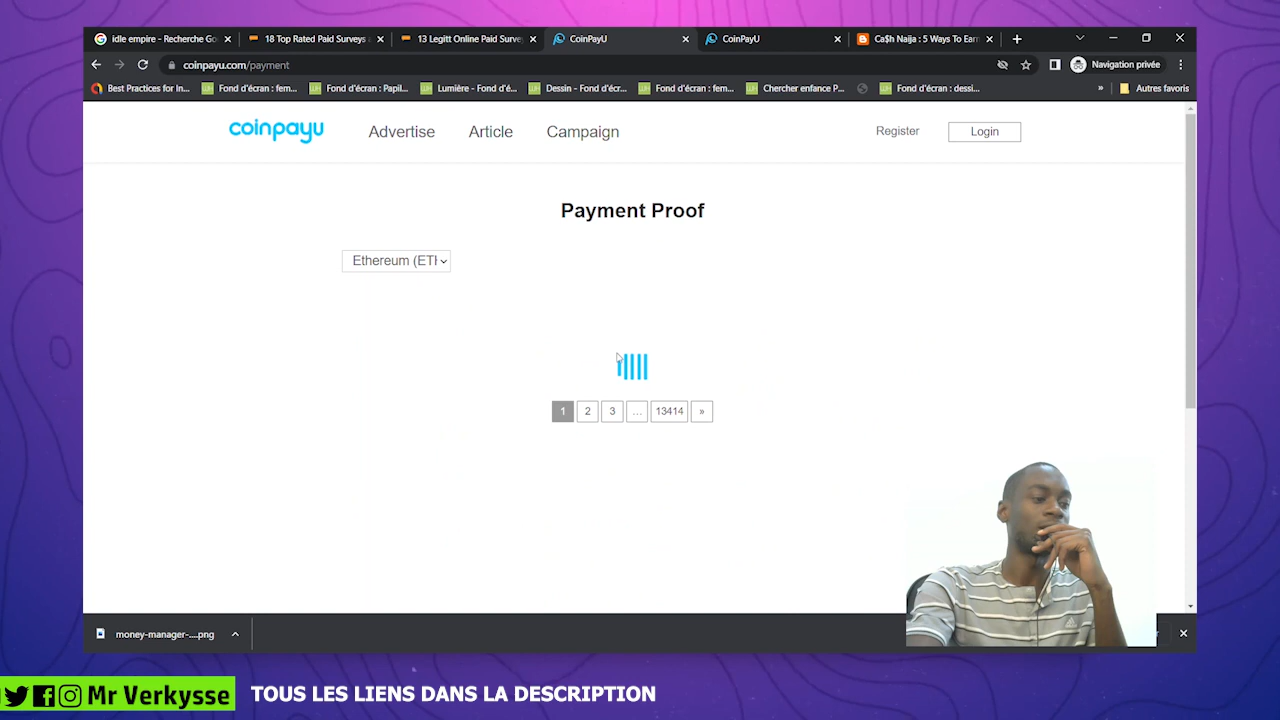 idle empire - Recherche Go
18 Top Rated Paid Surveys a
13 Legitt Online Paid Survey
CoinPayU
CoinPayU
Ca$h Naija : 5 Ways To Earn
coinpayu.com/payment
Navigation privée
Best Practices for In...
Fond d'écran : fem...
Fond d'écran : Papil...
Lumière - Fond d'é...
Dessin - Fond d'écr...
Fond d'écran : fem...
Chercher enfance P...
Fond d'écran : dessi...
»
Autres favoris
coinpayu
Advertise
Article
Campaign
Register
Login
Payment Proof
Ethereum (ETH
1 2 3 ... 13414 »
money-manager-....png
Mr Verkysse
TOUS LES LIENS DANS LA DESCRIPTION